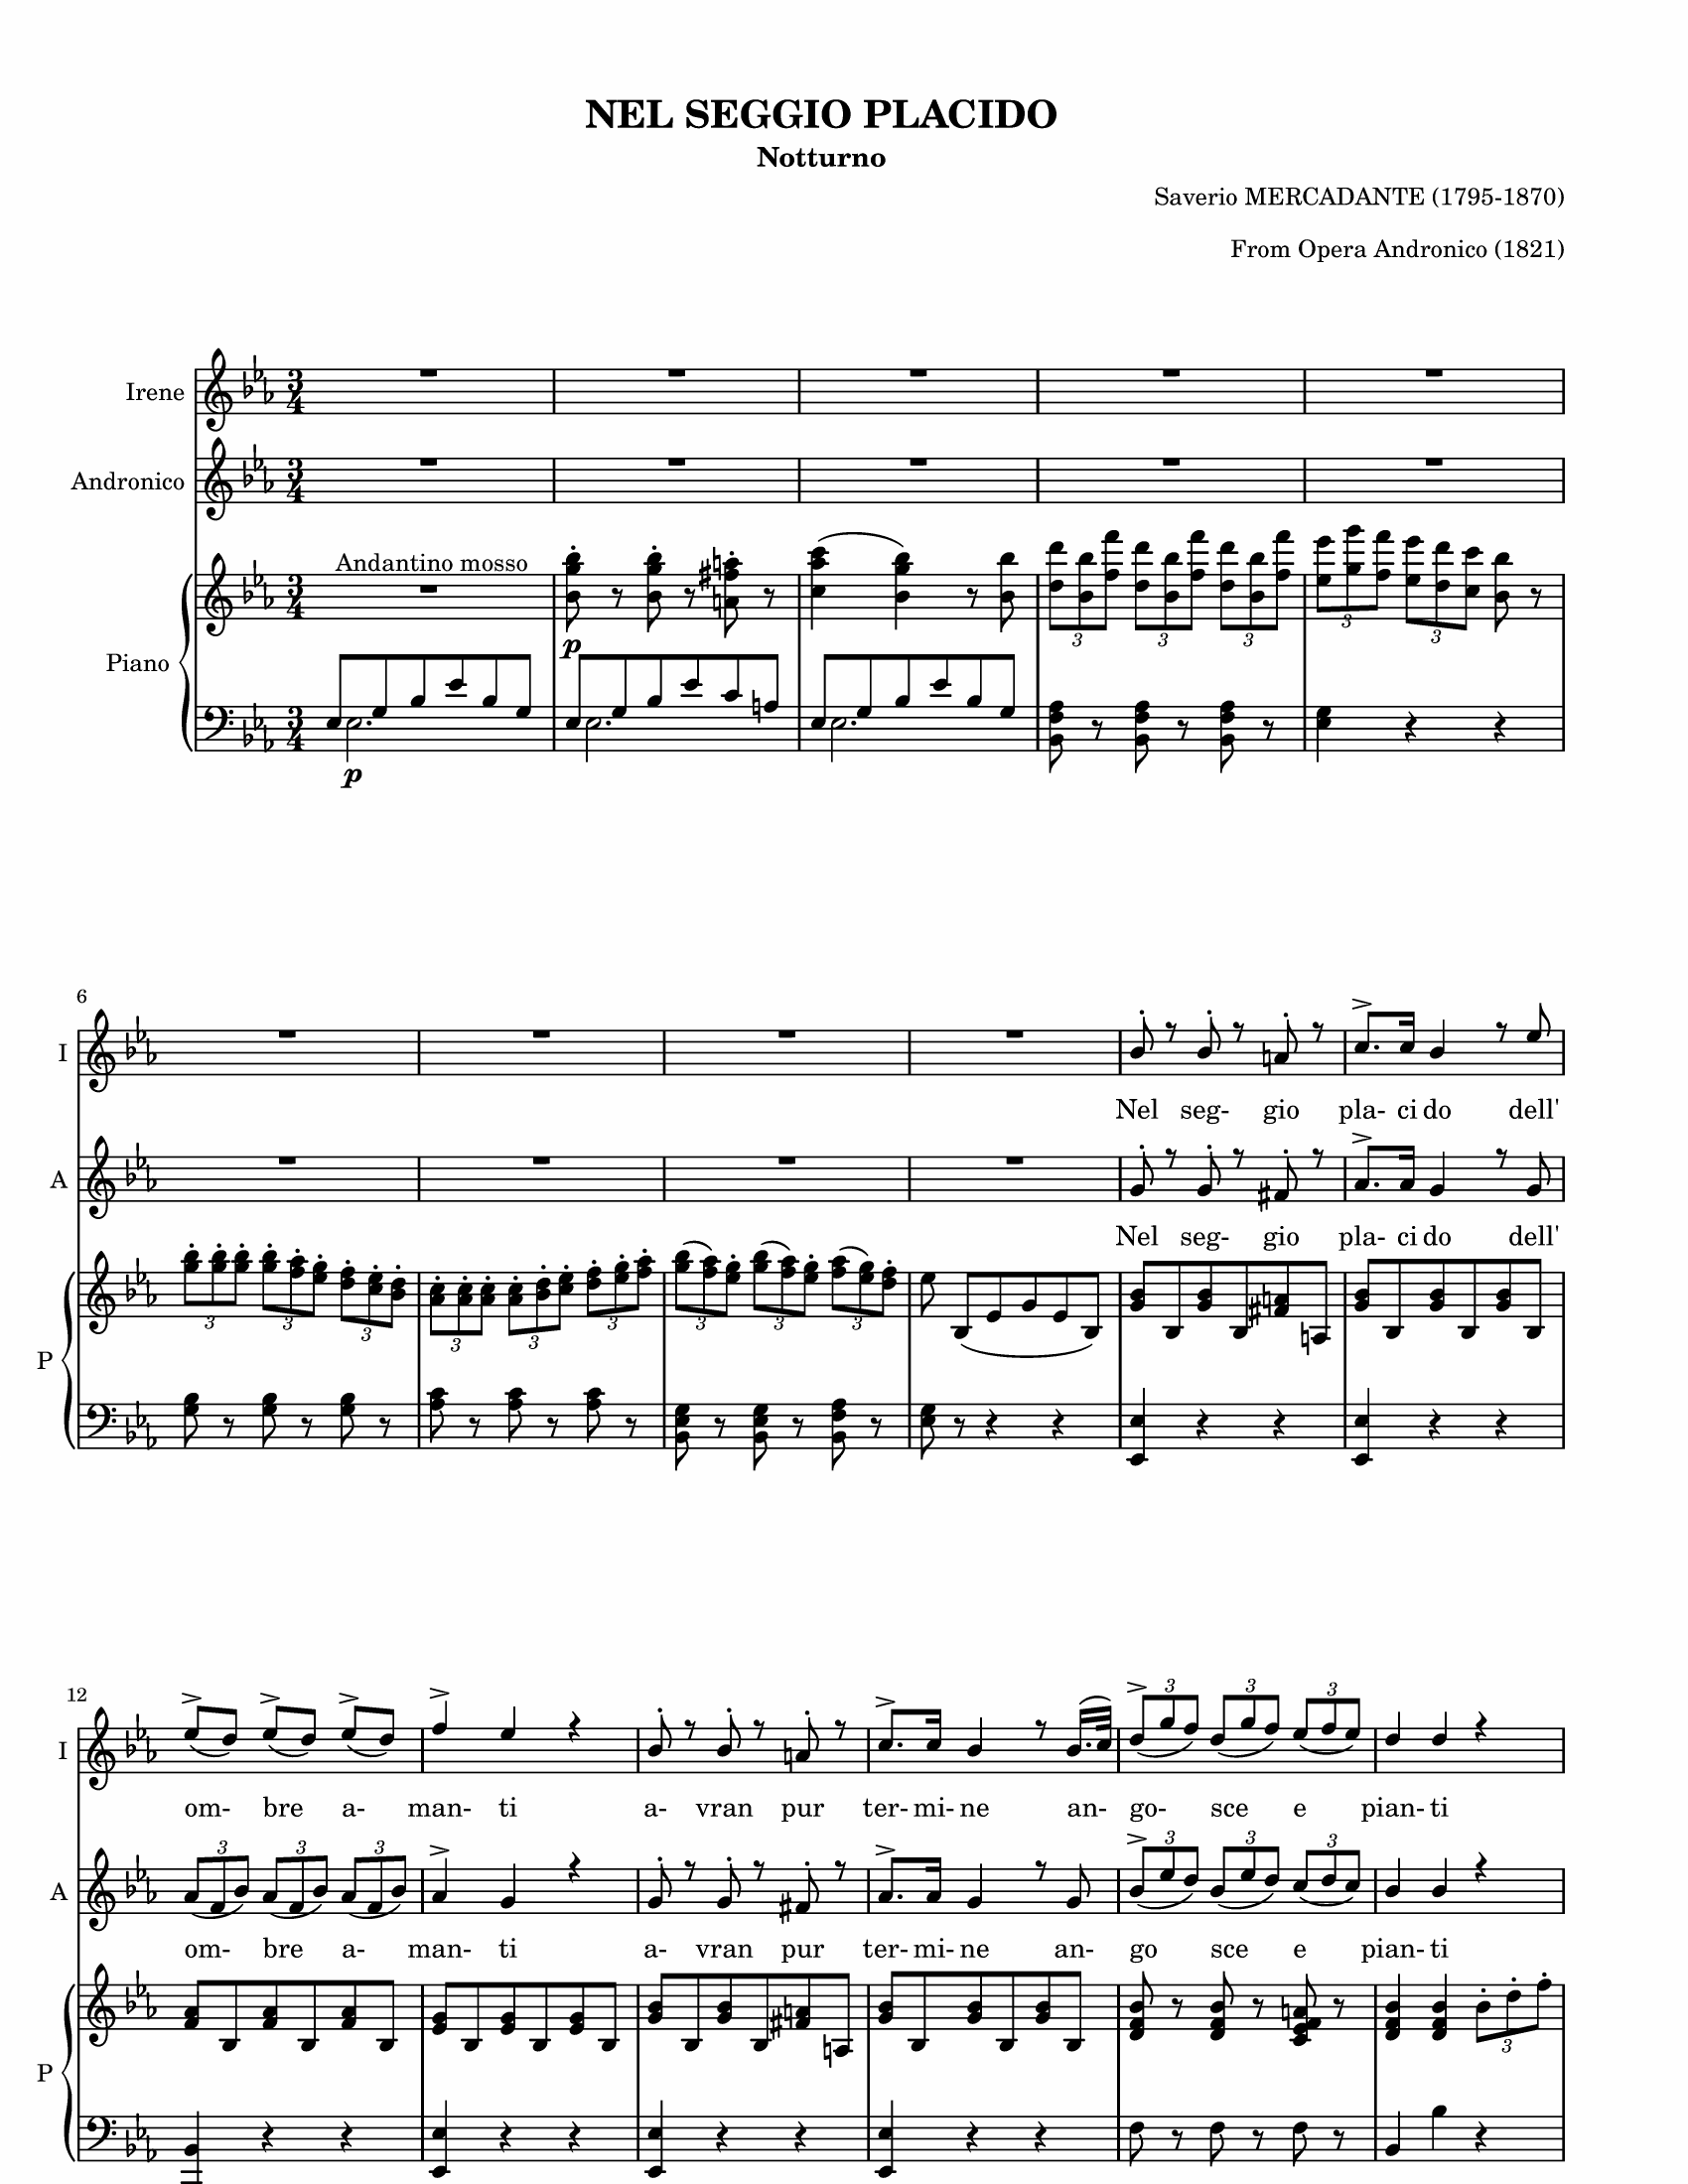 NEL SEGGIO PLACIDO
Notturno
Saverio MERCADANTE (1795-1870)
From Opera Andronico (1821)
Irene
Andronico
Andantino mosso
Piano
p
p
3 3 3 3 3
6
I
Nel seg- gio pla- ci do dell'
A
Nel seg- gio pla- ci do dell'
P
3 3 3 3 3 3 3 3 3
12
I
3 3 3
om- bre a- man- ti a- vran pur ter- mi- ne an- go- sce e pian- ti
A
3 3 3 3 3 3
om- bre a- man- ti a- vran pur ter- mi- ne an- go sce e pian- ti
P
3